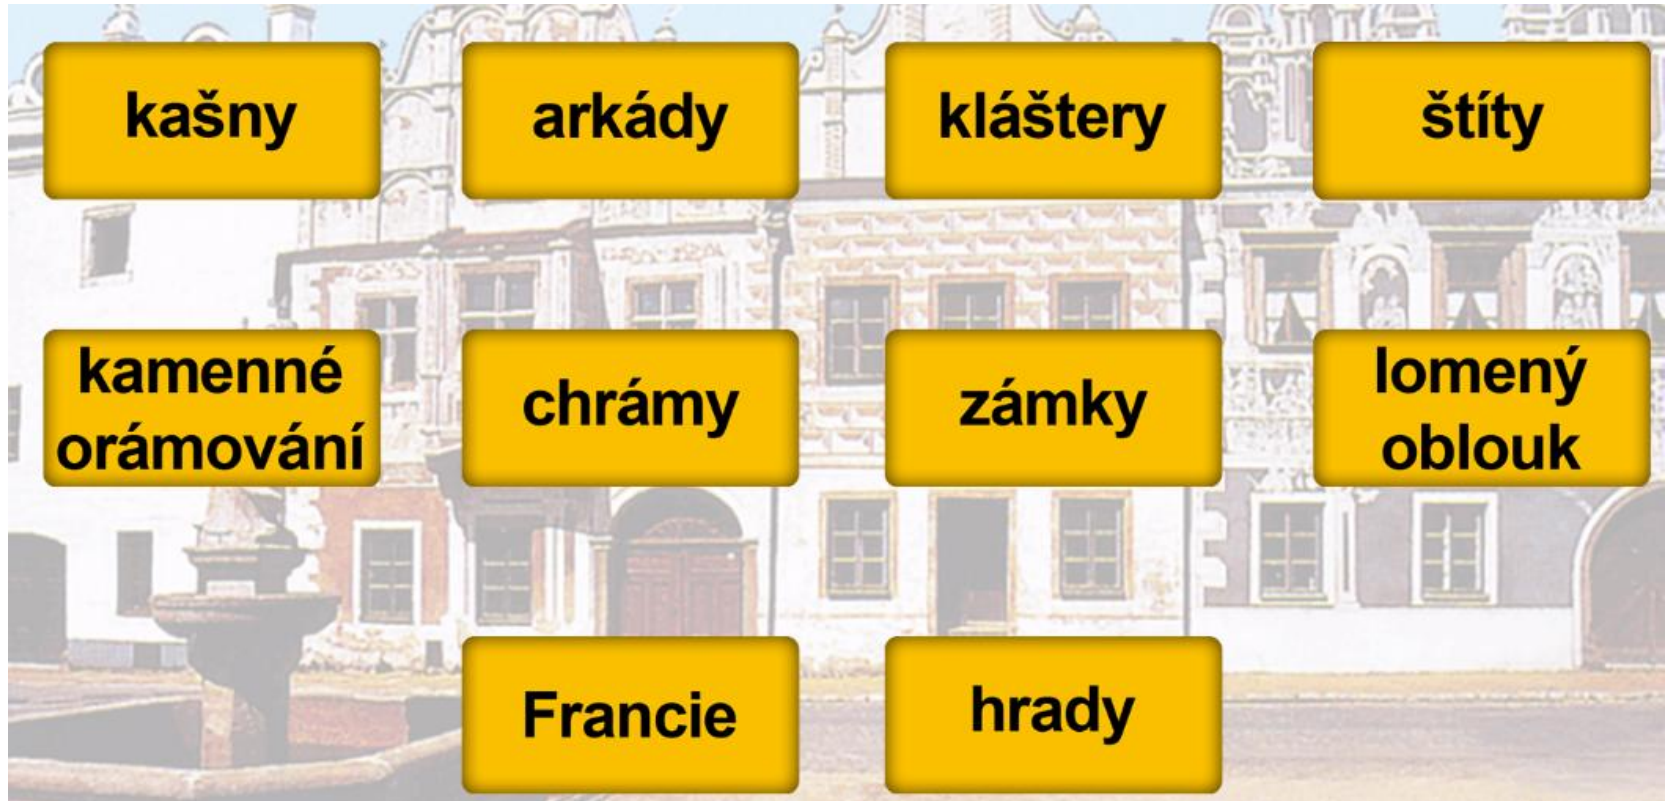 kašny
arkády
kláštery
štíty
kamenné
orámování
chrámy
zámky
lomený
oblouk
Francie
hrady